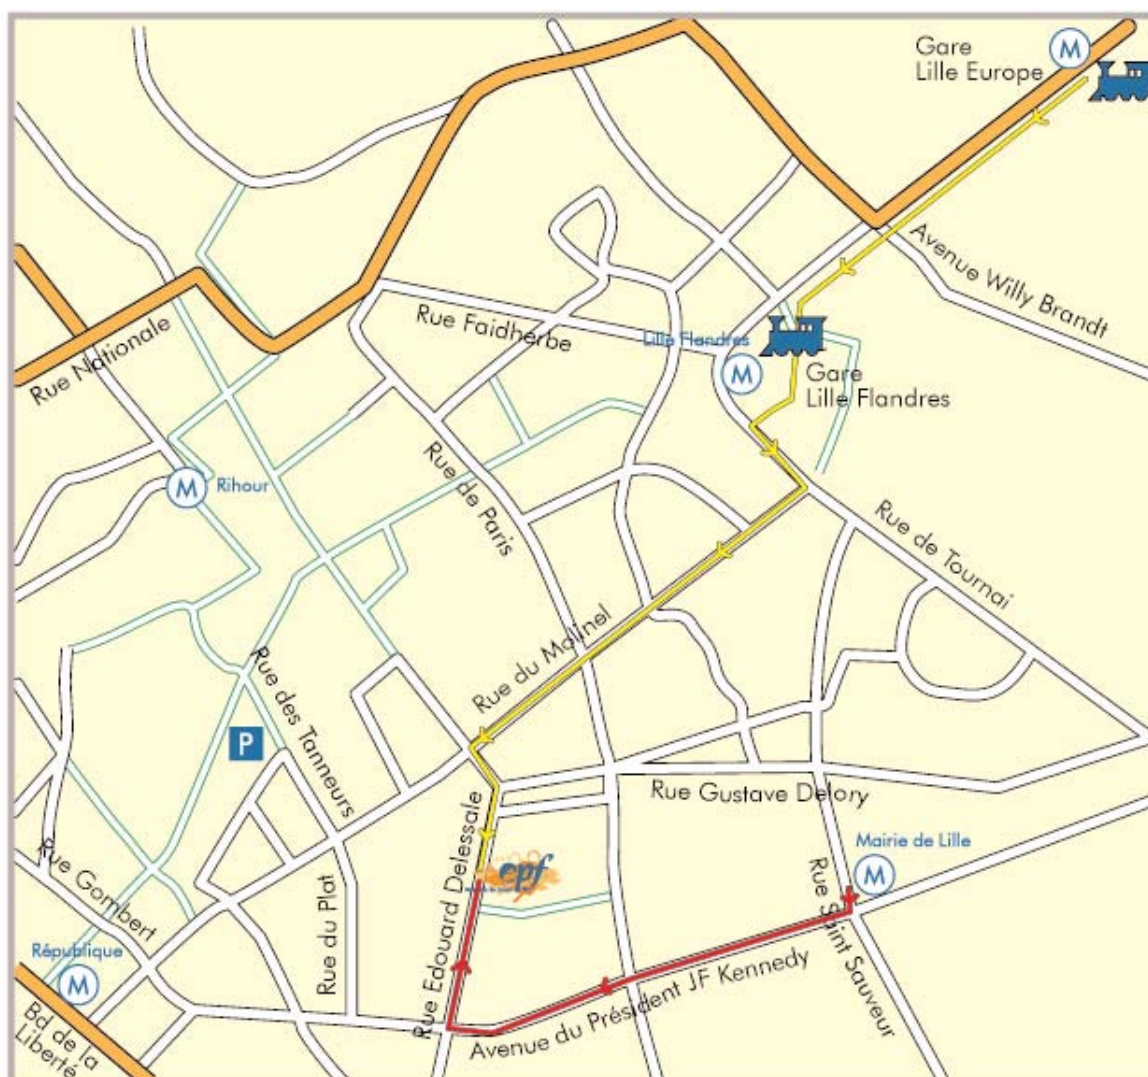 M
Gare
Lille Europe
Avenue Willy Brandt
Rue Faidherbe
Lille Flandres
M
Gare
Lille Flandres
Rue Nationale
Rue de Paris
M
Rihour
Rue de Tournai
Rue du Molinel
Rue des Tanneurs
P
Rue Gustave Delory
Rue Edouard Delessale
epf
Mairie de Lille
M
Rue Gombert
Rue du Plat
Rue Saint Sauveur
République
M
Avenue du Président JF Kennedy
Bd de la
Liberté